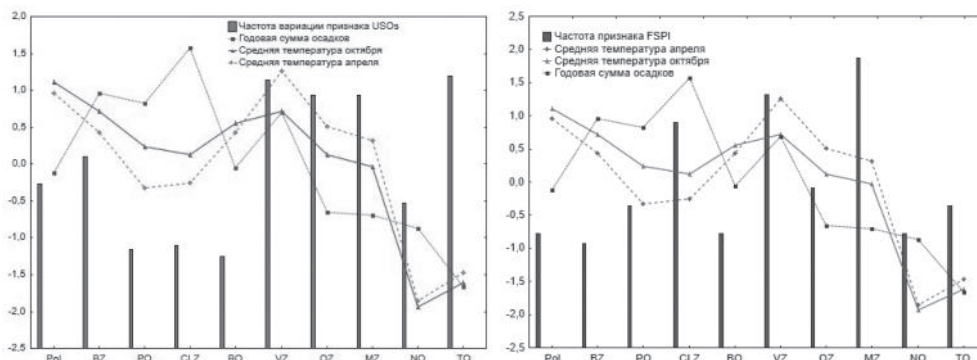 2,0
1,5
1,0
0,5
0,0
-0,5
-1,0
-1,5
-2,0
-2,5
Частота вариации признака USOs
Годовая сумма осадков
Средняя температура октября
Средняя температура апреля
Pol BZ PO CLZ BO VZ OZ MZ NO TO
2,5
2,0
1,5
1,0
0,5
0,0
-0,5
-1,0
-1,5
-2,0
-2,5
Частота признака FSPI
Средняя температура апреля
Средняя температура октября
Годовая сумма осадков
Pol BZ PO CLZ BO VZ OZ MZ NO TO